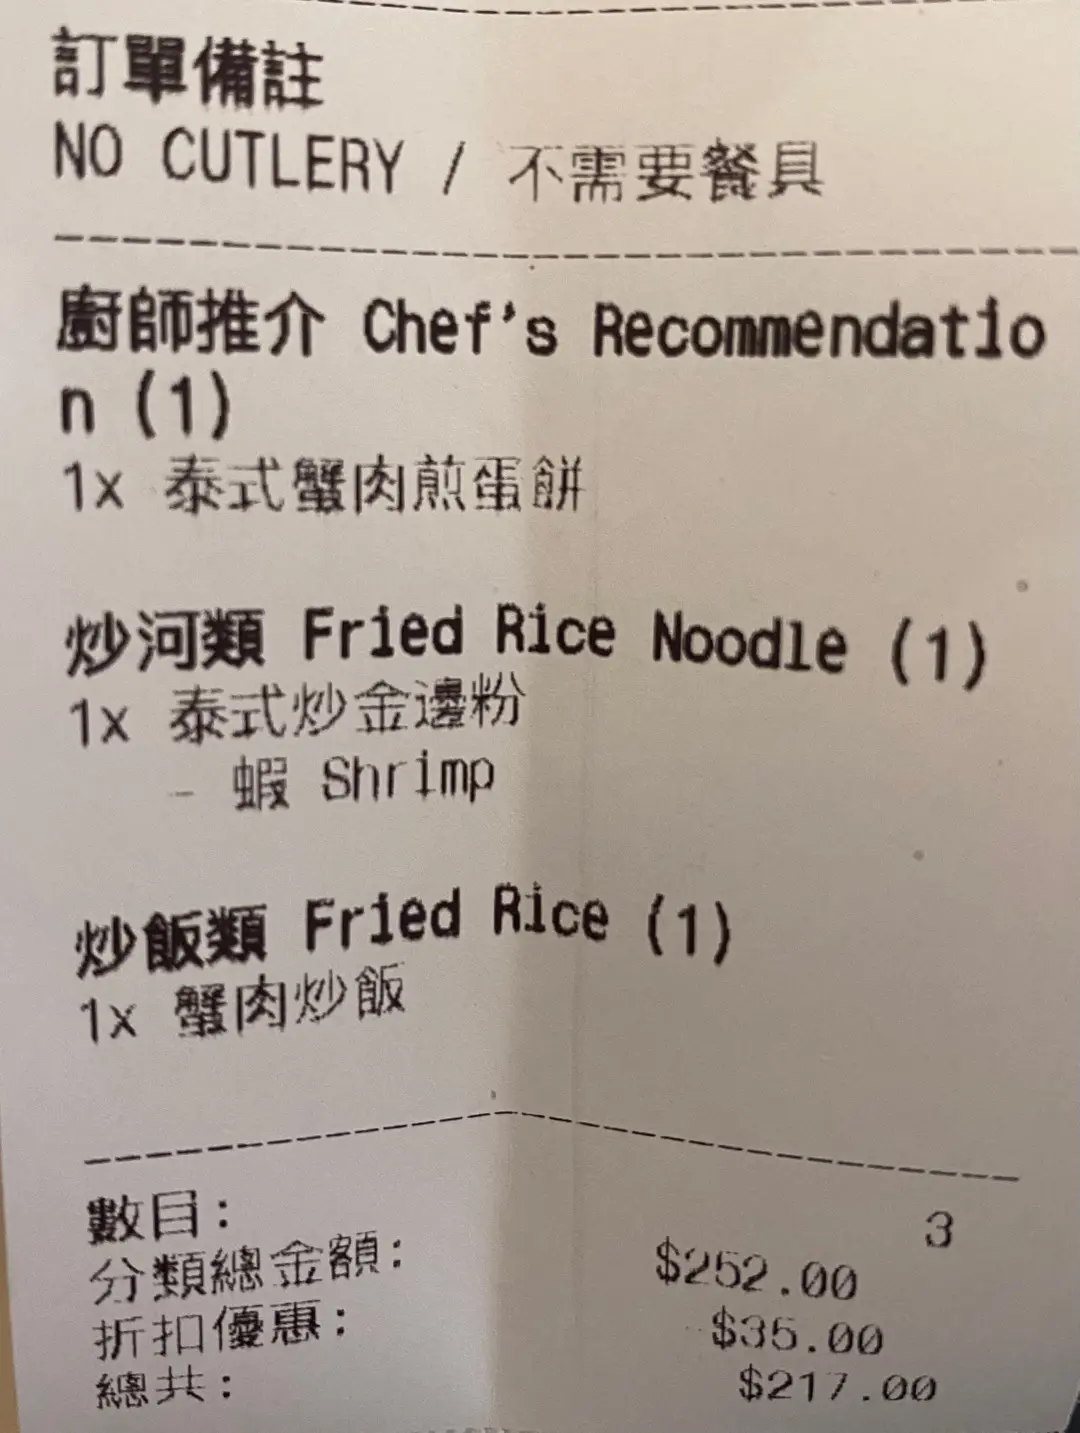 訂單備註
NO CUTLERY / 不需要餐具
廚師推介 Chef's Recommendatio
n (1)
1x 泰式蟹肉煎蛋餅
炒河類 Fried Rice Noodle (1)
1x 泰式炒金邊粉
- 蝦 Shrimp
炒飯類 Fried Rice (1)
1x 蟹肉炒飯
數目: 3
分類總金額: $252.00
折扣優惠: $35.00
總共: $217.00